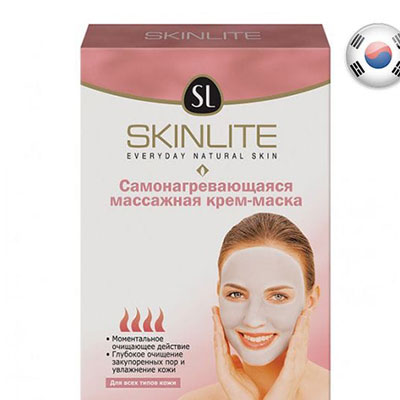 SKINLITE
SL
SKINLITE
EVERYDAY NATURAL SKIN
Самонагревающаяся
массажная крем-маска
• Моментальное
очищающее действие
• Глубокое очищение
закупоренных пор и
увлажнение кожи
Для всех типов кожи